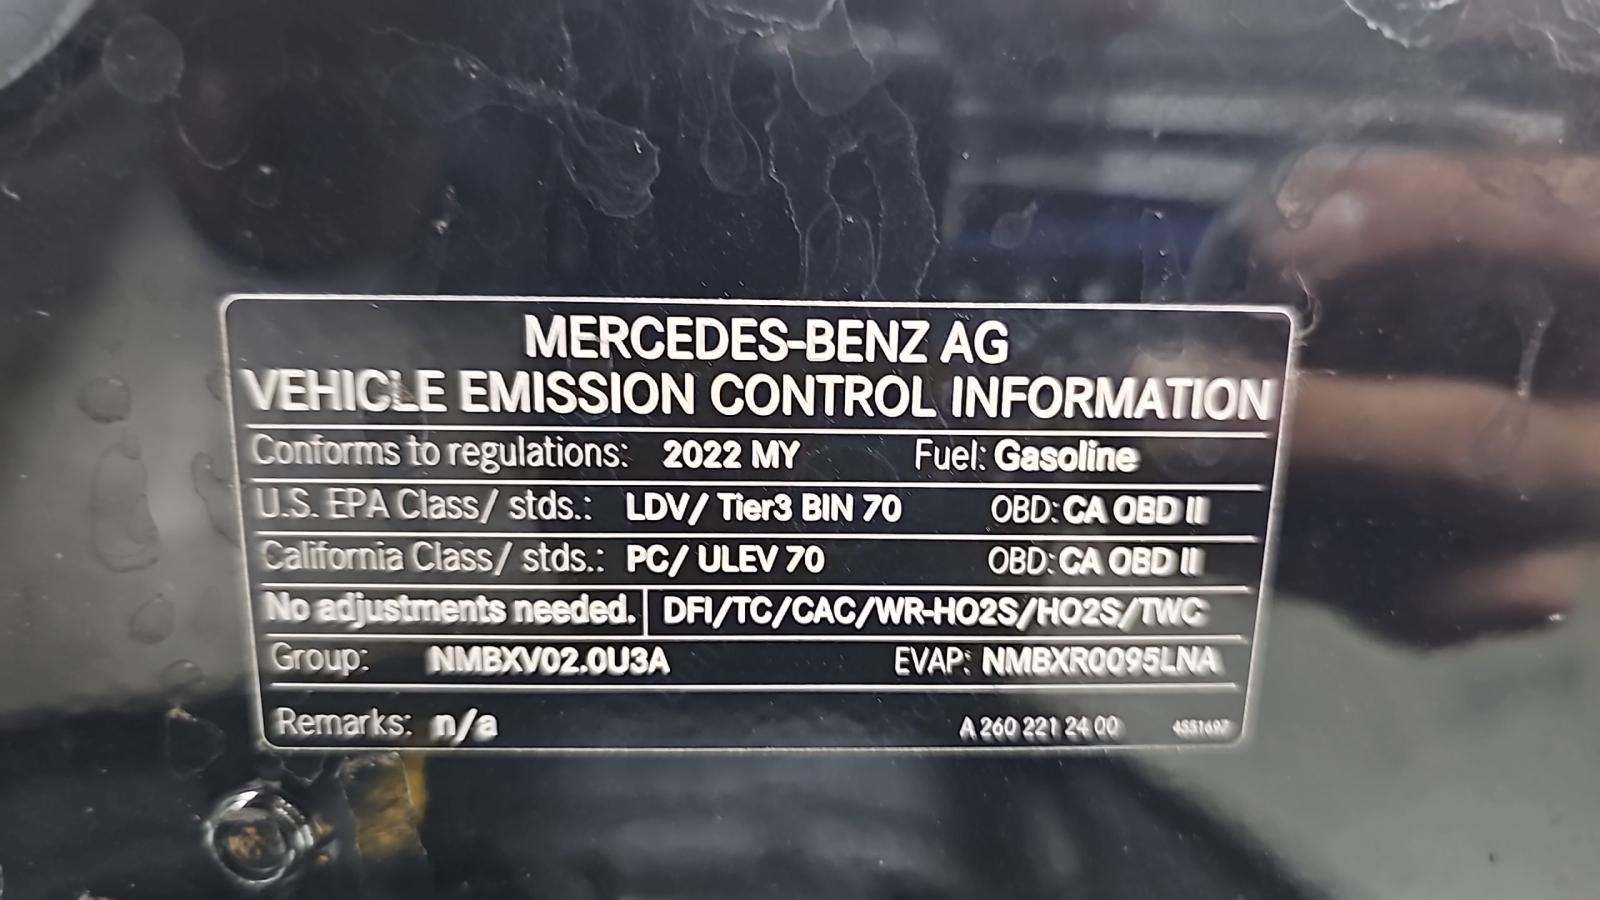 MERCEDES-BENZ AG
VEHICLE EMISSION CONTROL INFORMATION
Conforms to regulations: 2022 MY Fuel: Gasoline
U.S. EPA Class/ stds.: LDV/ Tier3 BIN 70 OBD: CA OBD II
California Class/ stds.: PC/ ULEV 70 OBD: CA OBD II
No adjustments needed. DFI/TC/CAC/WR-HO2S/HO2S/TWC
Group: NMBXV02.0U3A EVAP: NMBXR0095LNA
Remarks: n/a A 260 221 24 00